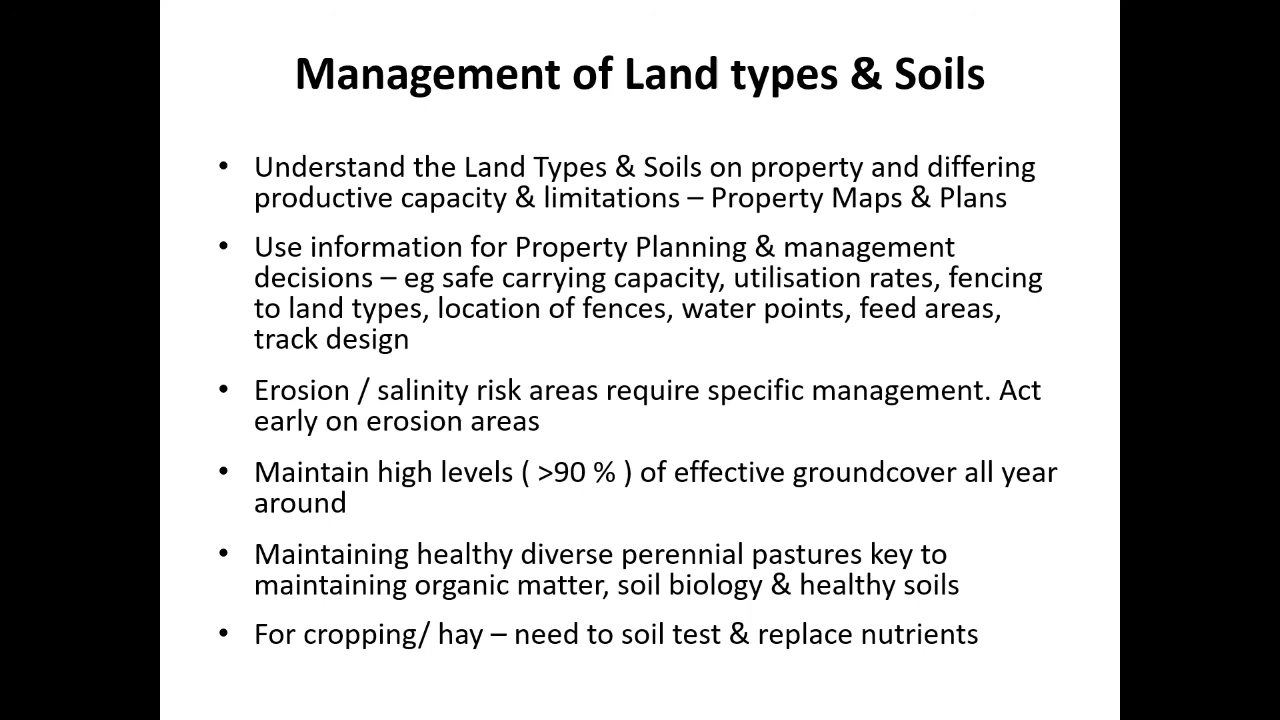 Management of Land types & Soils
• Understand the Land Types & Soils on property and differing
productive capacity & limitations – Property Maps & Plans
• Use information for Property Planning & management
decisions – eg safe carrying capacity, utilisation rates, fencing
to land types, location of fences, water points, feed areas,
track design
• Erosion / salinity risk areas require specific management. Act
early on erosion areas
• Maintain high levels ( >90 % ) of effective groundcover all year
around
• Maintaining healthy diverse perennial pastures key to
maintaining organic matter, soil biology & healthy soils
• For cropping/ hay – need to soil test & replace nutrients